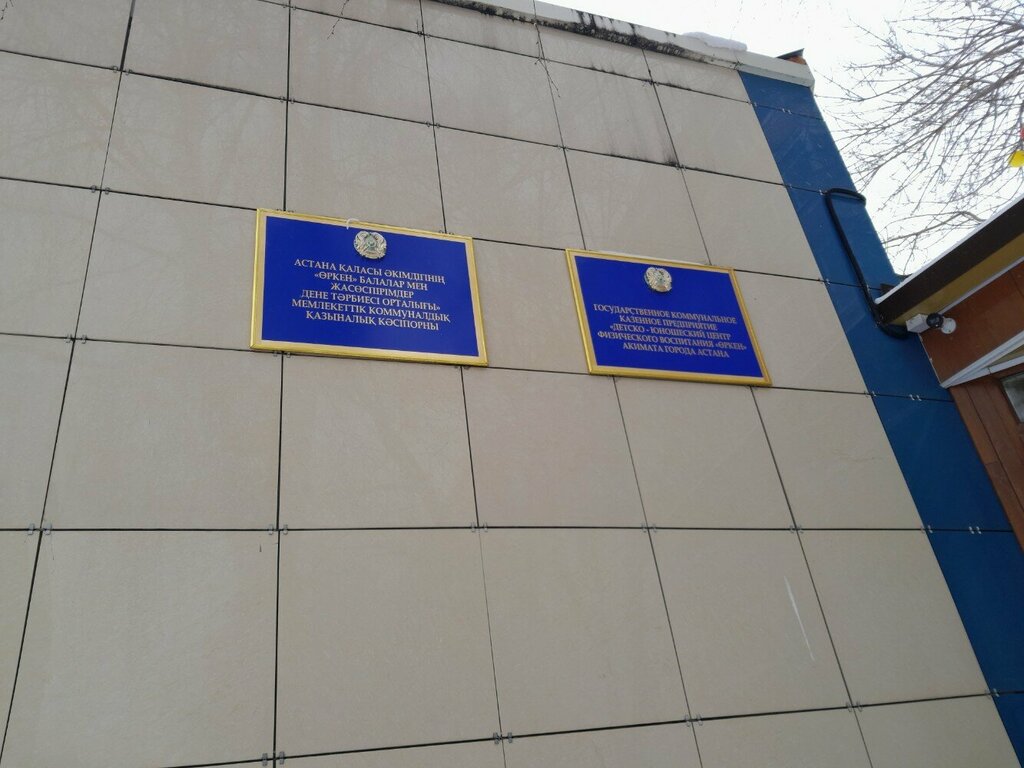 АСТАНА ҚАЛАСЫ ӘКІМДІГІНІҢ
«ӨРКЕН» БАЛАЛАР МЕН
ЖАСӨСПІРІМДЕР
ДЕНЕ ТӘРБИЕСІ ОРТАЛЫҒЫ»
МЕМЛЕКЕТТІК КОММУНАЛДЫҚ
ҚАЗЫНАЛЫҚ КӘСІПОРНЫ
ГОСУДАРСТВЕННОЕ КОММУНАЛЬНОЕ
КАЗЕННОЕ ПРЕДПРИЯТИЕ
«ДЕТСКО - ЮНОШЕСКИЙ ЦЕНТР
ФИЗИЧЕСКОГО ВОСПИТАНИЯ «ӨРКЕН»
АКИМАТА ГОРОДА АСТАНА